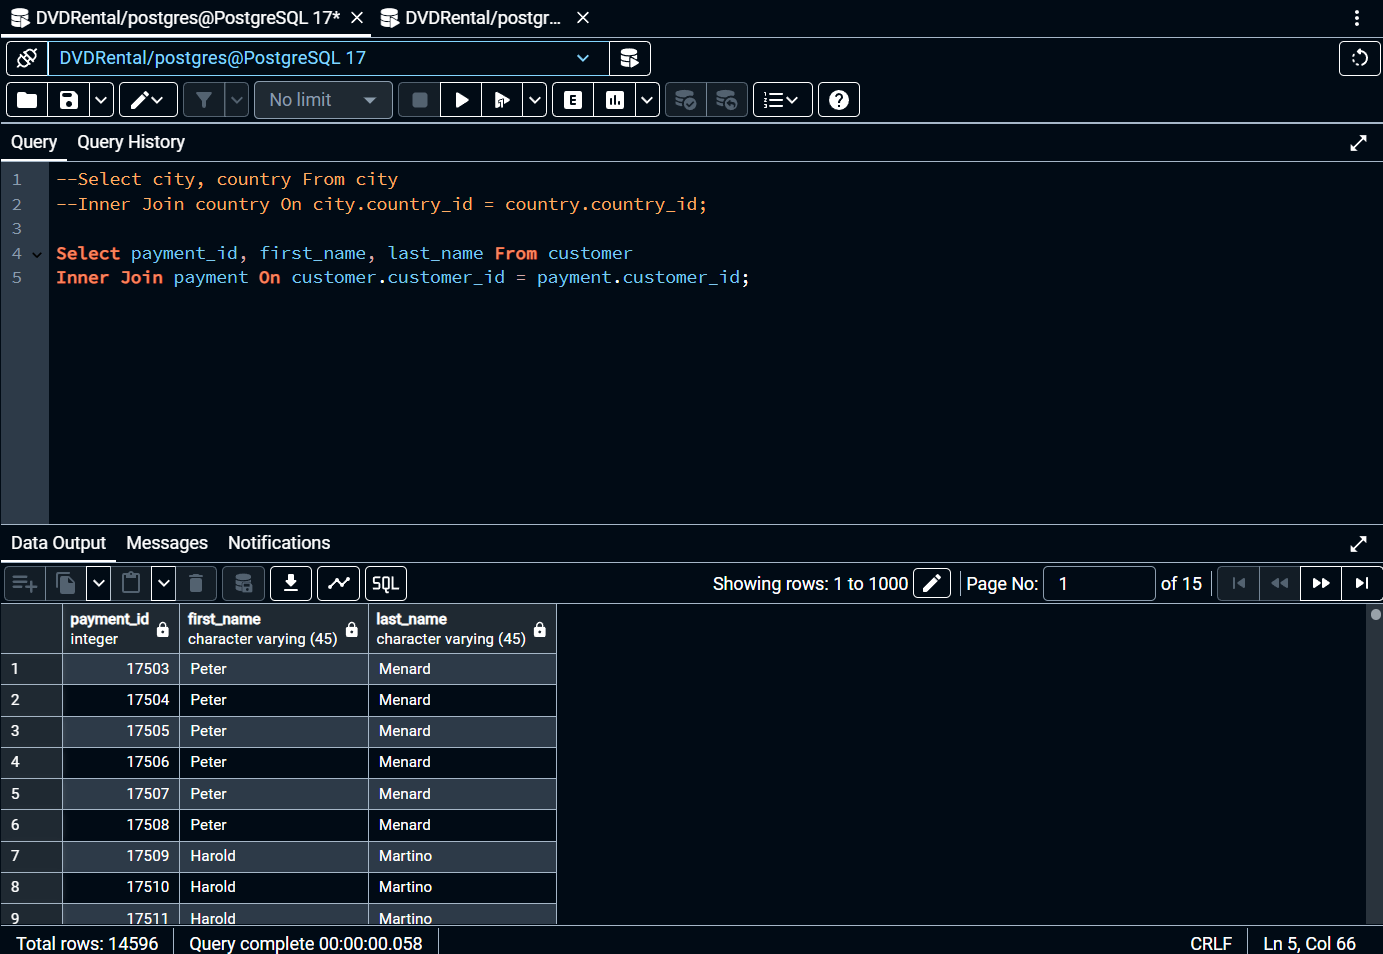 DVDRental/postgres@PostgreSQL 17* DVDRental/postgr...
DVDRental/postgres@PostgreSQL 17
No limit
E
Query Query History
1 --Select city, country From city
2 --Inner Join country On city.country_id = country.country_id;
3
4 Select payment_id, first_name, last_name From customer
5 Inner Join payment On customer.customer_id = payment.customer_id;
Data Output Messages Notifications
SQL Showing rows: 1 to 1000 Page No: 1 of 15
payment_id first_name last_name
integer character varying (45) character varying (45)
1 17503 Peter Menard
2 17504 Peter Menard
3 17505 Peter Menard
4 17506 Peter Menard
5 17507 Peter Menard
6 17508 Peter Menard
7 17509 Harold Martino
8 17510 Harold Martino
9 17511 Harold Martino
Total rows: 14596 Query complete 00:00:00.058 CRLF Ln 5, Col 66